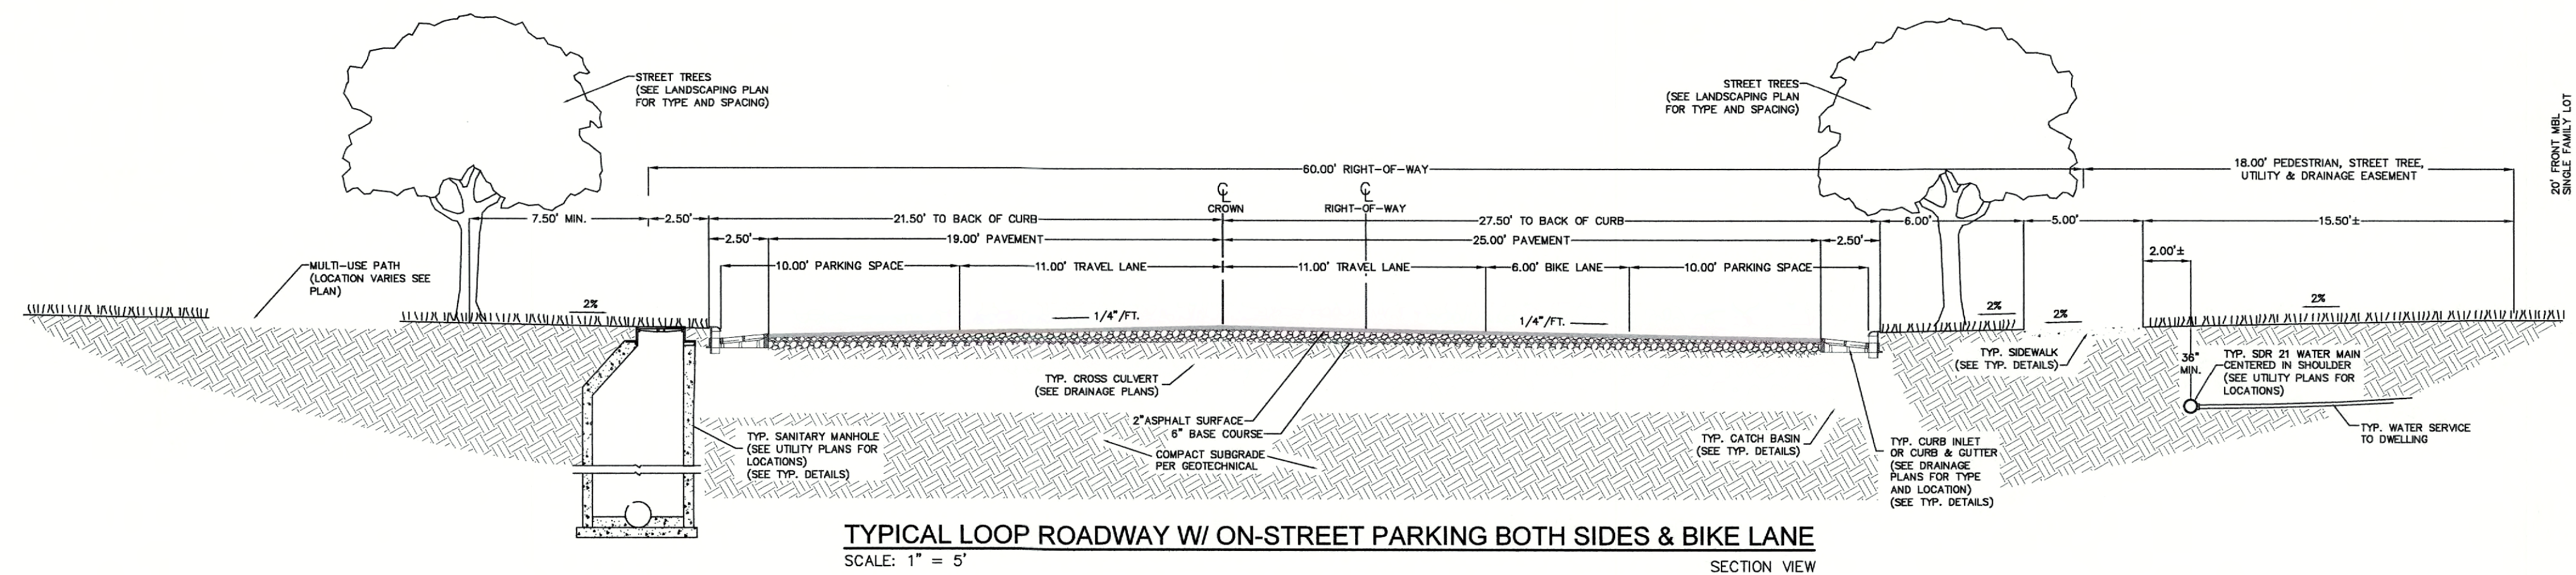 STREET TREES
(SEE LANDSCAPING PLAN
FOR TYPE AND SPACING)
STREET TREES
(SEE LANDSCAPING PLAN
FOR TYPE AND SPACING)
20' FRONT MBL
SINGLE FAMILY LOT
60.00' RIGHT-OF-WAY
18.00' PEDESTRIAN, STREET TREE,
UTILITY & DRAINAGE EASEMENT
℄
CROWN
℄
RIGHT-OF-WAY
7.50' MIN.
2.50'
21.50' TO BACK OF CURB
27.50' TO BACK OF CURB
6.00'
5.00'
15.50'±
2.50'
19.00' PAVEMENT
25.00' PAVEMENT
2.50'
2.00'±
10.00' PARKING SPACE
11.00' TRAVEL LANE
11.00' TRAVEL LANE
6.00' BIKE LANE
10.00' PARKING SPACE
MULTI-USE PATH
(LOCATION VARIES SEE
PLAN)
2%
1/4"/FT.
1/4"/FT.
2%
2%
2%
TYP. CROSS CULVERT
(SEE DRAINAGE PLANS)
2"ASPHALT SURFACE
6" BASE COURSE
COMPACT SUBGRADE
PER GEOTECHNICAL
TYP. SANITARY MANHOLE
(SEE UTILITY PLANS FOR
LOCATIONS)
(SEE TYP. DETAILS)
TYP. CATCH BASIN
(SEE TYP. DETAILS)
TYP. CURB INLET
OR CURB & GUTTER
(SEE DRAINAGE
PLANS FOR TYPE
AND LOCATION)
(SEE TYP. DETAILS)
TYP. SIDEWALK
(SEE TYP. DETAILS)
36"
MIN.
TYP. SDR 21 WATER MAIN
CENTERED IN SHOULDER
(SEE UTILITY PLANS FOR
LOCATIONS)
TYP. WATER SERVICE
TO DWELLING
TYPICAL LOOP ROADWAY W/ ON-STREET PARKING BOTH SIDES & BIKE LANE
SCALE: 1" = 5'
SECTION VIEW